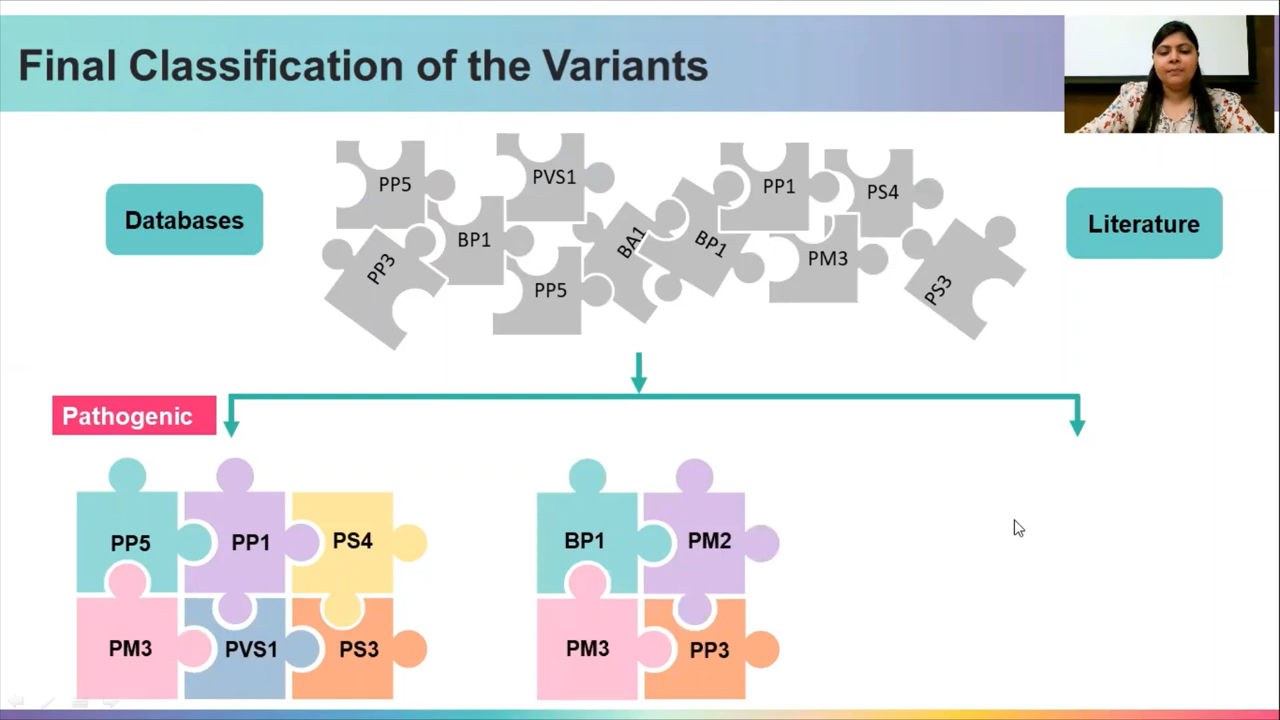 Final Classification of the Variants
Databases
PP5
PVS1
PP1
PS4
Literature
BP1
BA1
BP1
PM3
PP3
PP5
PS3
Pathogenic
PP5
PP1
PS4
BP1
PM2
PM3
PVS1
PS3
PM3
PP3